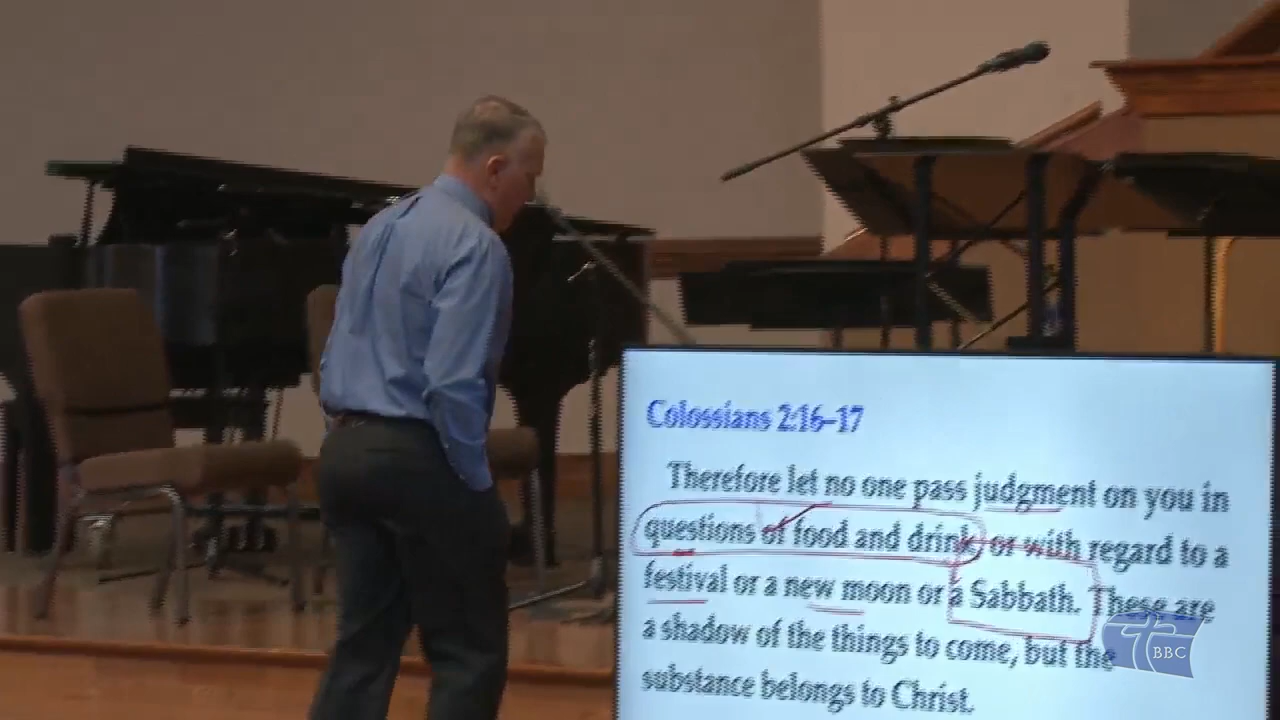 Colossians 2:16–17
Therefore let no one pass judgment on you in
questions of food and drink, or with regard to a
festival or a new moon or a Sabbath. These are
a shadow of the things to come, but the
substance belongs to Christ.
BBC